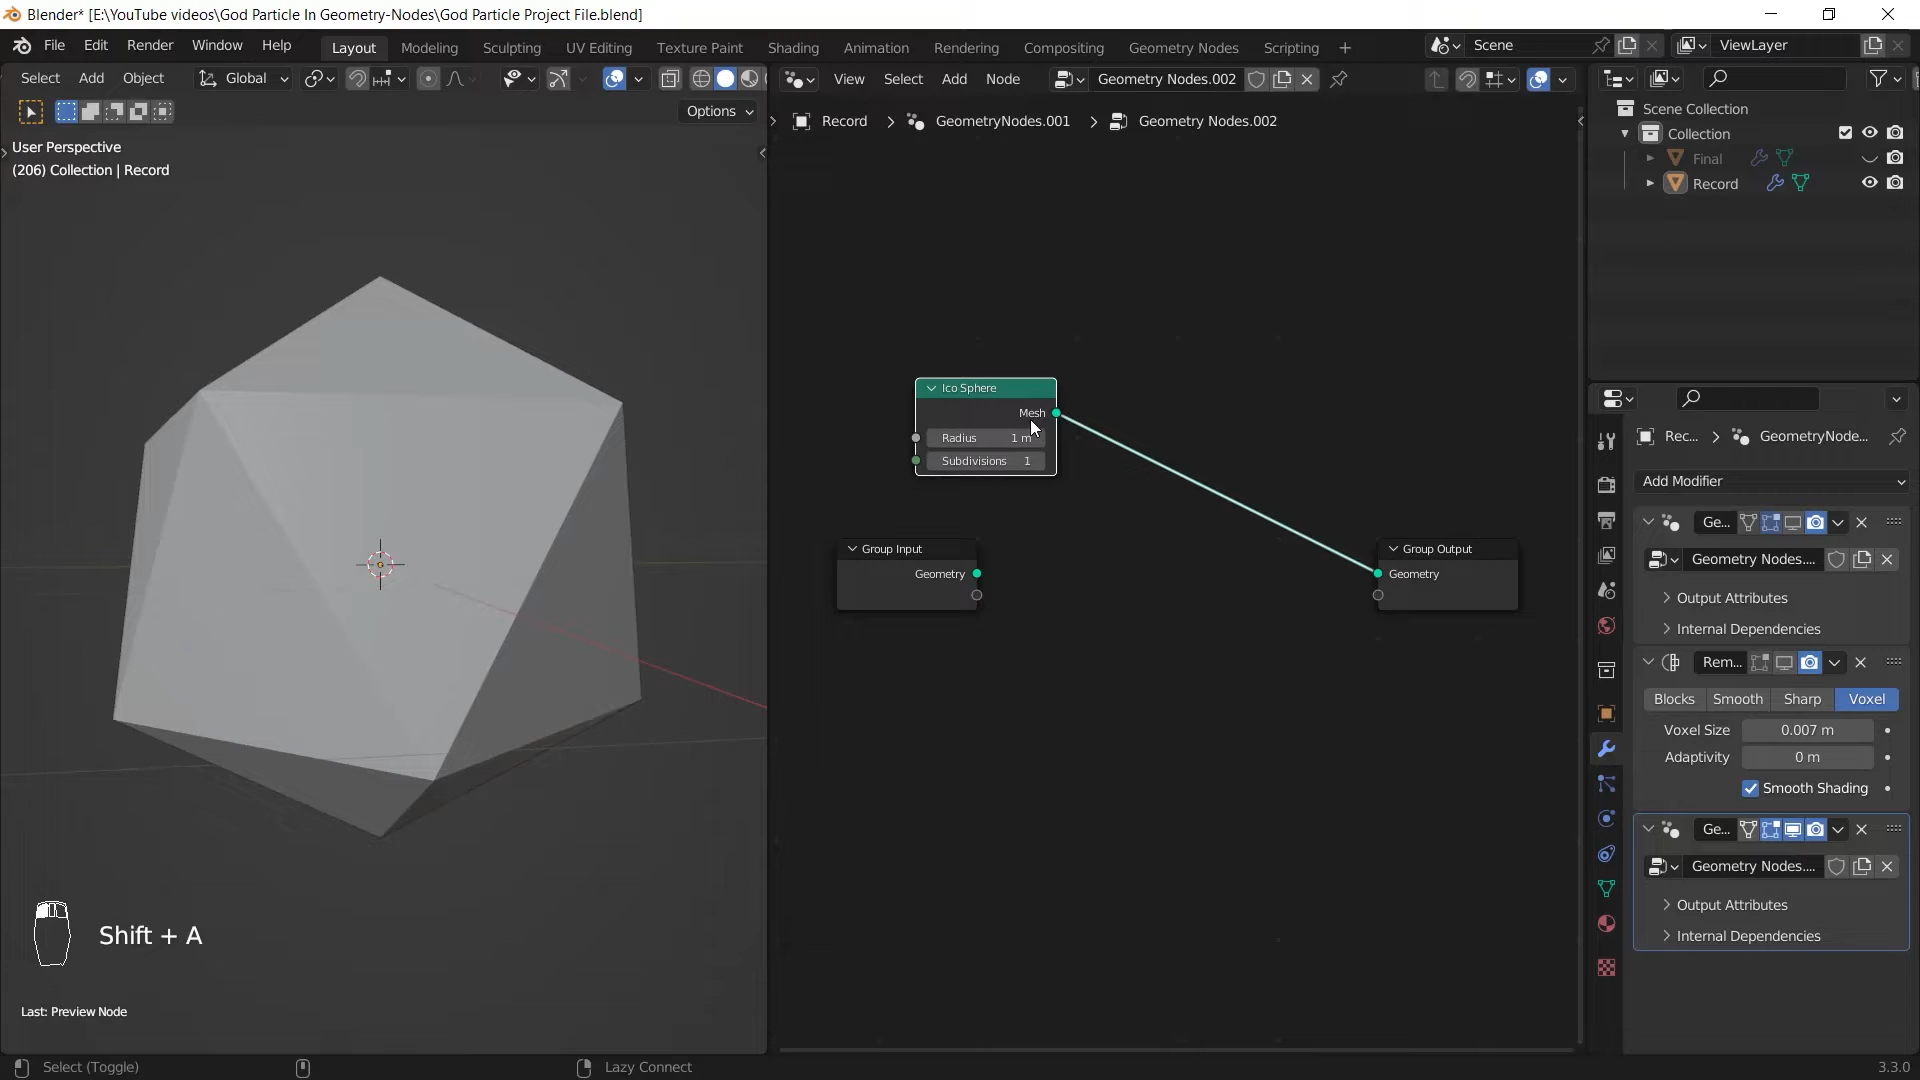 Blender* [E:\YouTube videos\God Particle In Geometry-Nodes\God Particle Project File.blend]
File Edit Render Window Help
Layout Modeling Sculpting UV Editing Texture Paint Shading Animation Rendering Compositing Geometry Nodes Scripting +
Scene
ViewLayer
Select Add Object Global
Options
User Perspective
(206) Collection | Record
View Select Add Node Geometry Nodes.002
Record > GeometryNodes.001 > Geometry Nodes.002
Ico Sphere
Mesh
Radius 1 m
Subdivisions 1
Group Input
Geometry
Group Output
Geometry
Shift + A
Last: Preview Node
Scene Collection
Collection
Final
Record
Rec... > GeometryNode...
Add Modifier
Ge...
Geometry Nodes....
Output Attributes
Internal Dependencies
Rem...
Blocks Smooth Sharp Voxel
Voxel Size 0.007 m
Adaptivity 0 m
Smooth Shading
Ge...
Geometry Nodes....
Output Attributes
Internal Dependencies
Select (Toggle)
Lazy Connect
3.3.0